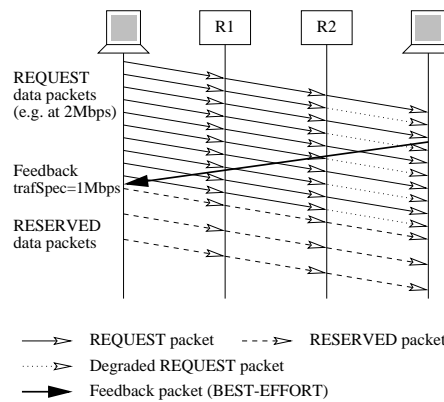 R1
R2
REQUEST
data packets
(e.g. at 2Mbps)
Feedback
trafSpec=1Mbps
RESERVED
data packets
REQUEST packet
RESERVED packet
Degraded REQUEST packet
Feedback packet (BEST-EFFORT)